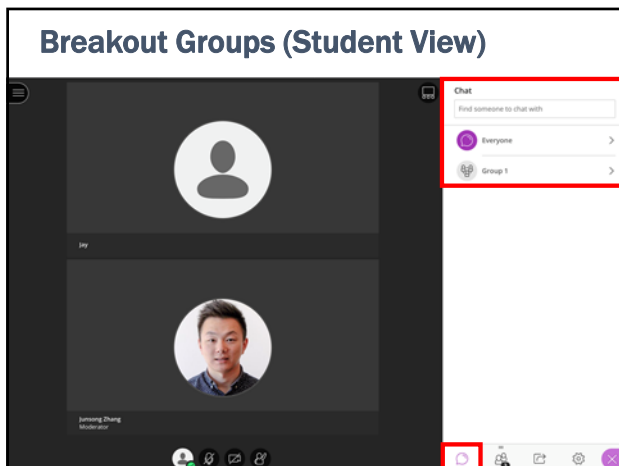 Breakout Groups (Student View)
Chat
Find someone to chat with
Everyone
Group 1
jay
Junsong Zhang
Moderator